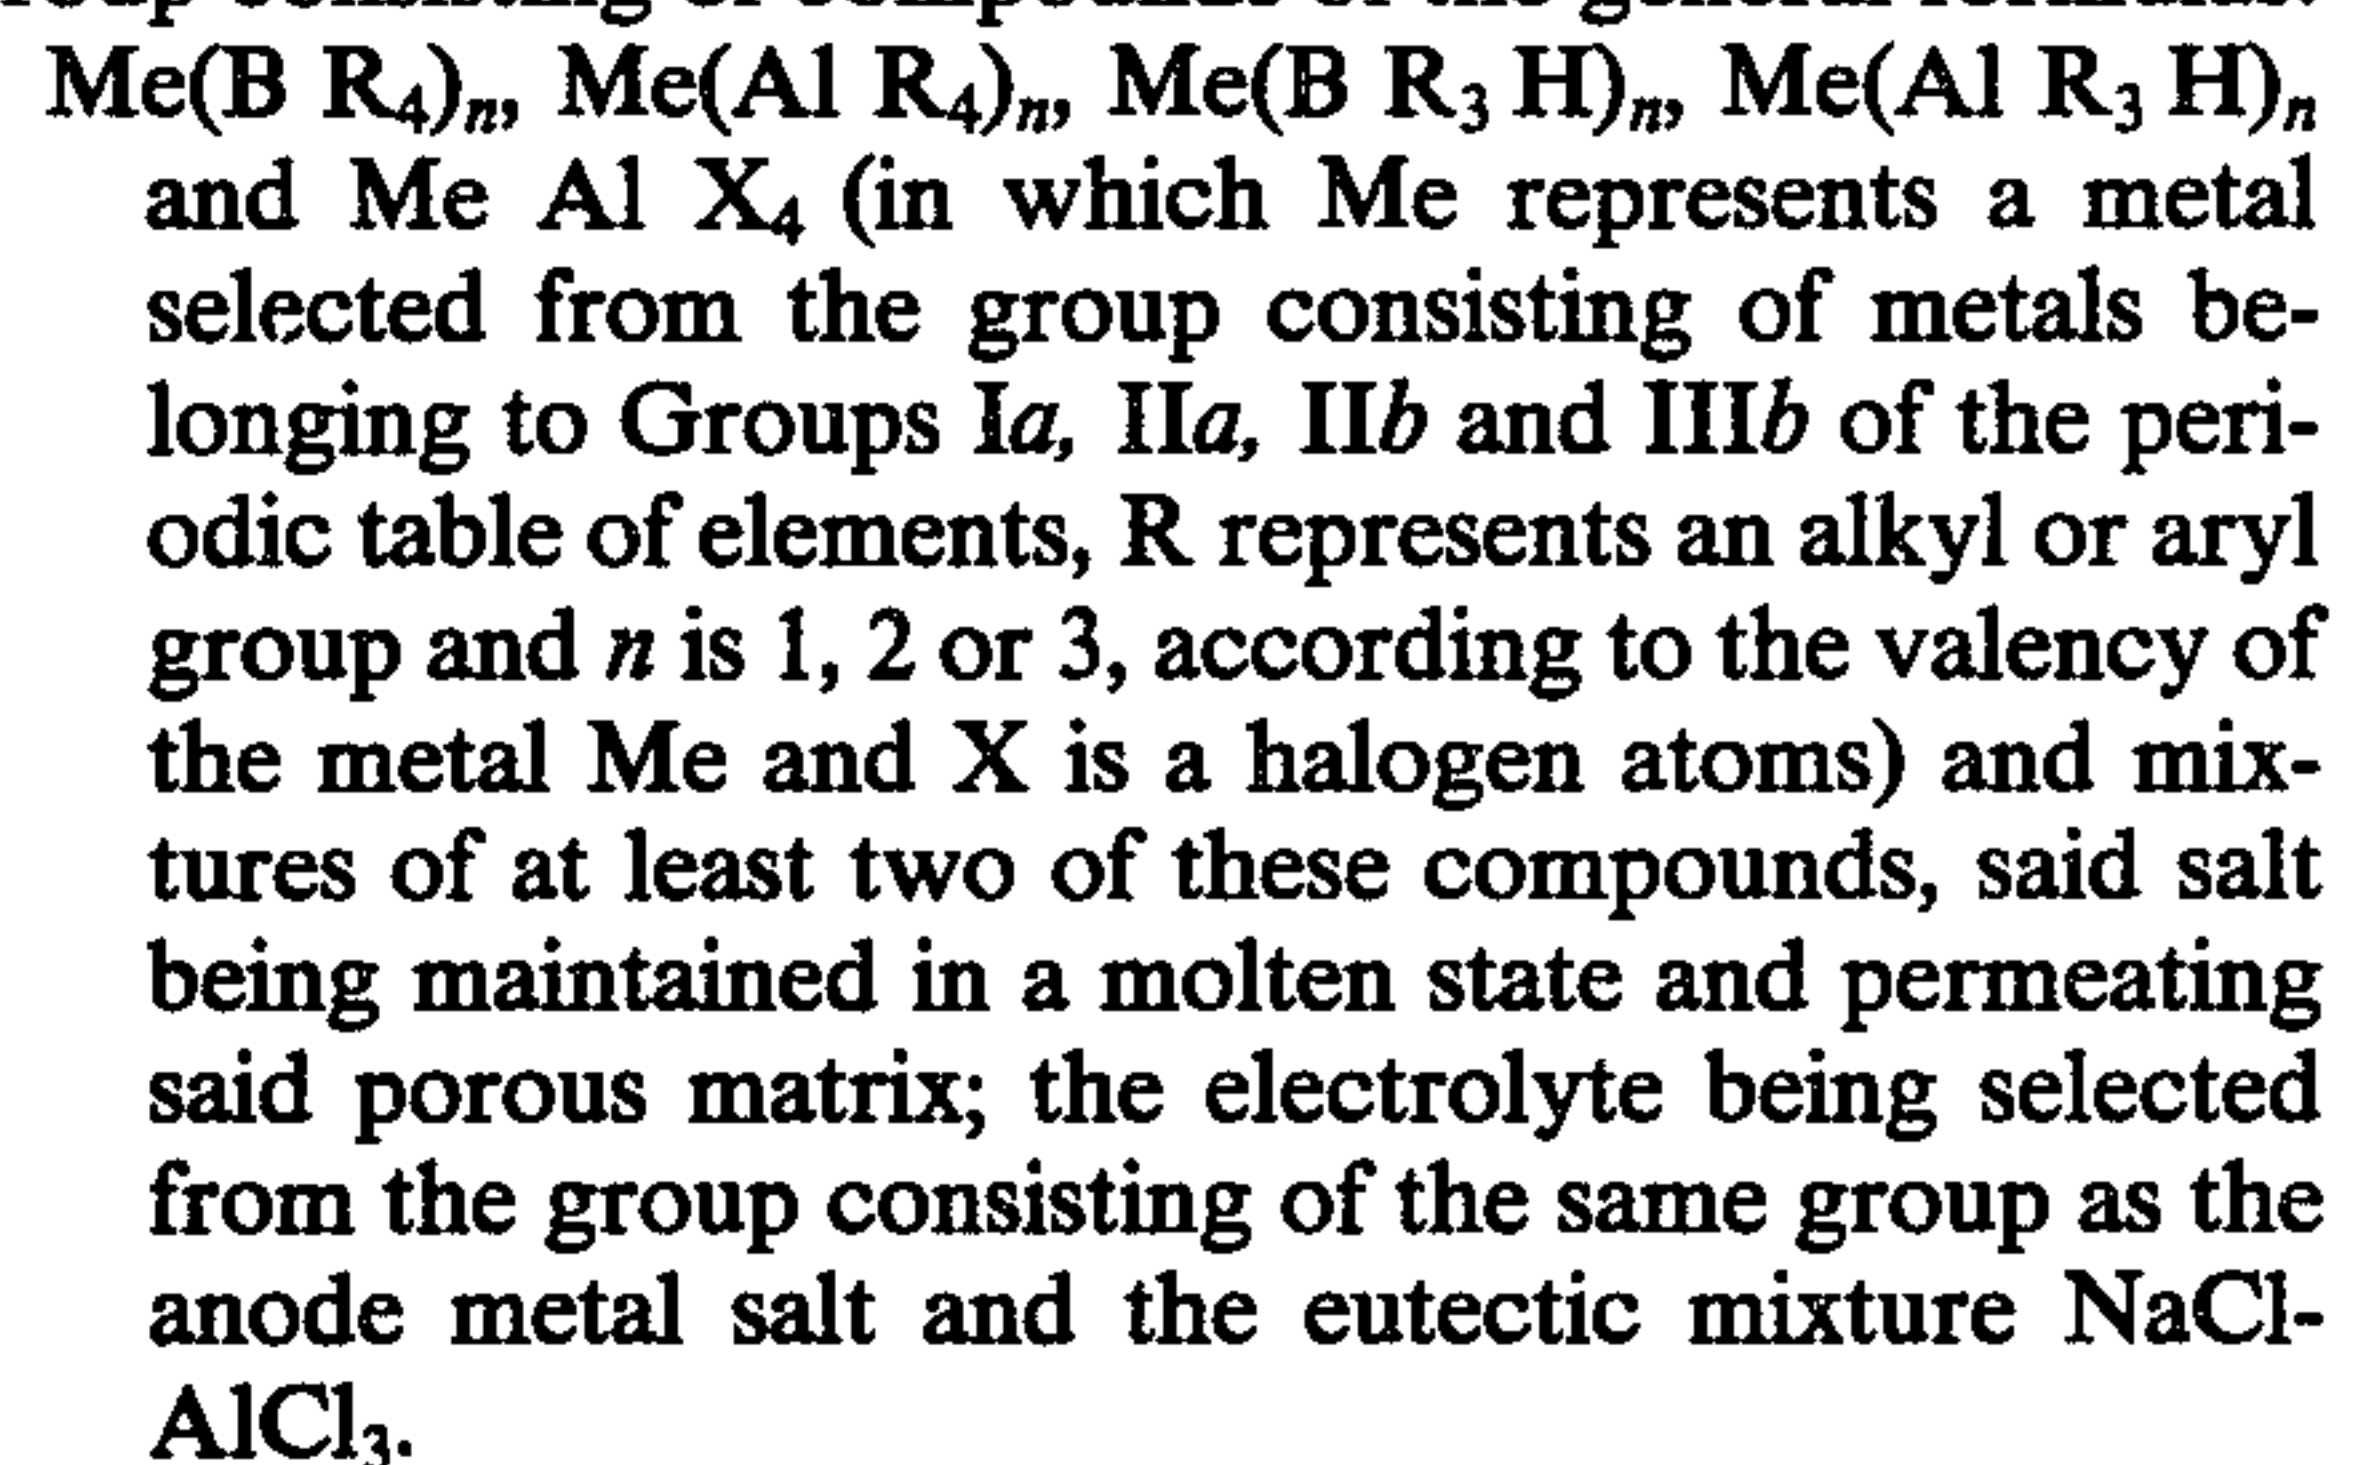 Me(B R₄)ₙ, Me(Al R₄)ₙ, Me(B R₃ H)ₙ, Me(Al R₃ H)ₙ
and Me Al X₄ (in which Me represents a metal
selected from the group consisting of metals be-
longing to Groups Ia, IIa, IIb and IIIb of the peri-
odic table of elements, R represents an alkyl or aryl
group and n is 1, 2 or 3, according to the valency of
the metal Me and X is a halogen atoms) and mix-
tures of at least two of these compounds, said salt
being maintained in a molten state and permeating
said porous matrix; the electrolyte being selected
from the group consisting of the same group as the
anode metal salt and the eutectic mixture NaCl-
AlCl₃.